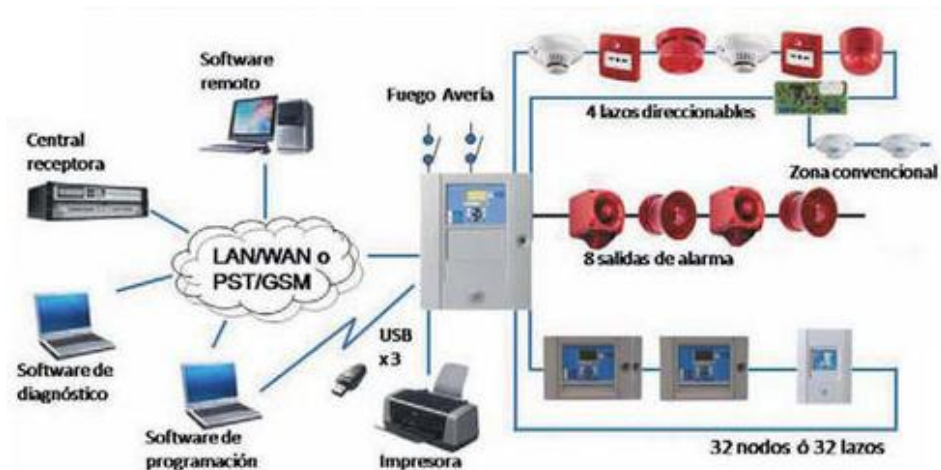 Software
remoto
Fuego Avería
4 lazos direccionables
Central
receptora
Zona convencional
LAN/WAN o
PST/GSM
8 salidas de alarma
USB
x3
Software de
diagnóstico
Software de
programación
Impresora
32 nodos ó 32 lazos